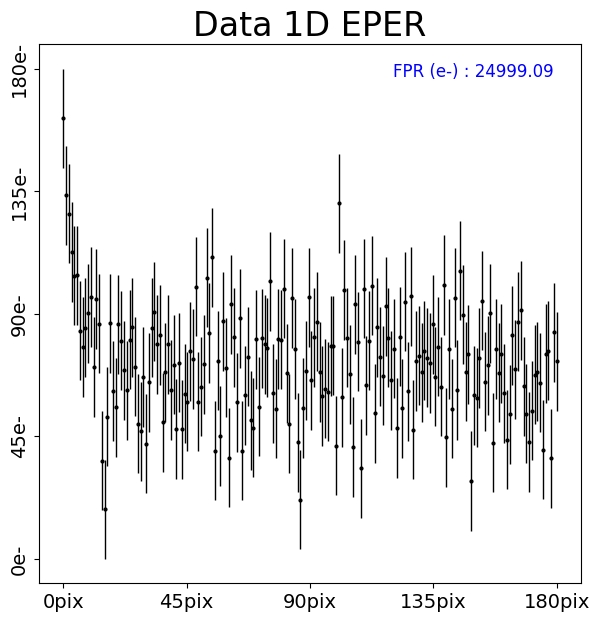 Data 1D EPER
FPR (e-) : 24999.09
180e-
135e-
90e-
45e-
0e-
0pix 45pix 90pix 135pix 180pix